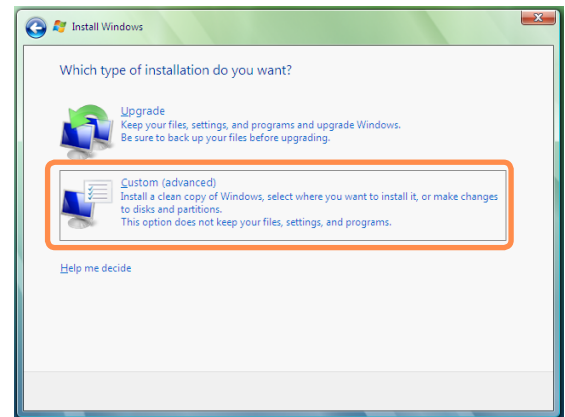 Install Windows
Which type of installation do you want?
Upgrade
Keep your files, settings, and programs and upgrade Windows.
Be sure to back up your files before upgrading.
Custom (advanced)
Install a clean copy of Windows, select where you want to install it, or make changes
to disks and partitions.
This option does not keep your files, settings, and programs.
Help me decide